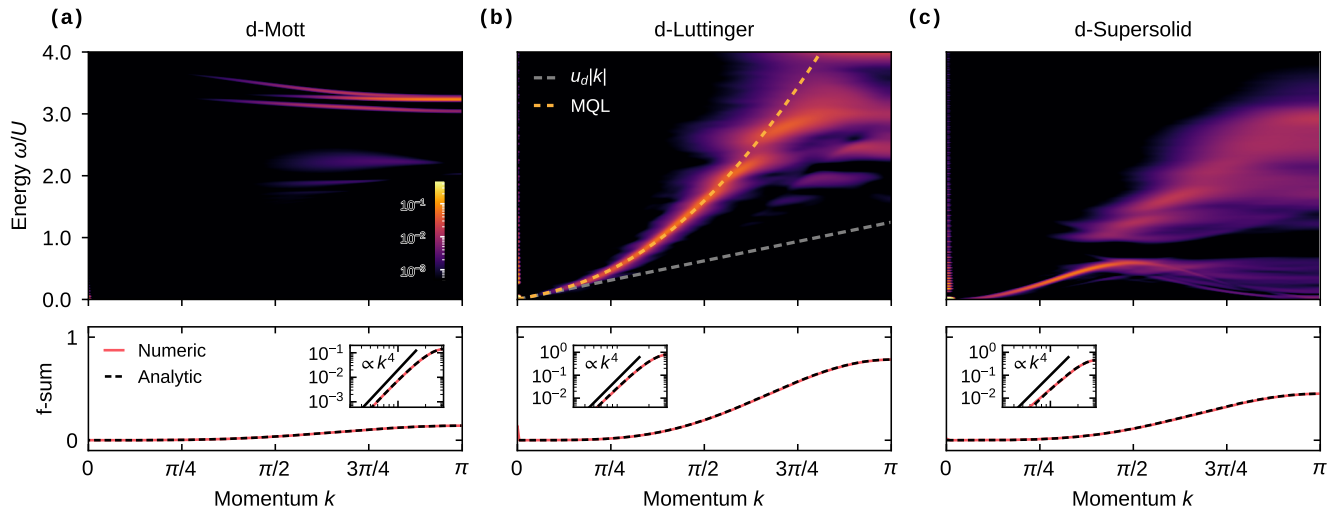 (a) d-Mott
(b) d-Luttinger
(c) d-Supersolid
Energy ω/U
4.0
3.0
2.0
1.0
0.0
10⁻¹
10⁻²
10⁻³
u_d|k|
MQL
f-sum
1
0
Numeric
Analytic
∝k⁴
10⁻¹
10⁻²
10⁻³
∝k⁴
10⁰
10⁻¹
10⁻²
∝k⁴
10⁰
10⁻¹
10⁻²
0 π/4 π/2 3π/4 π
0 π/4 π/2 3π/4 π
0 π/4 π/2 3π/4 π
Momentum k
Momentum k
Momentum k